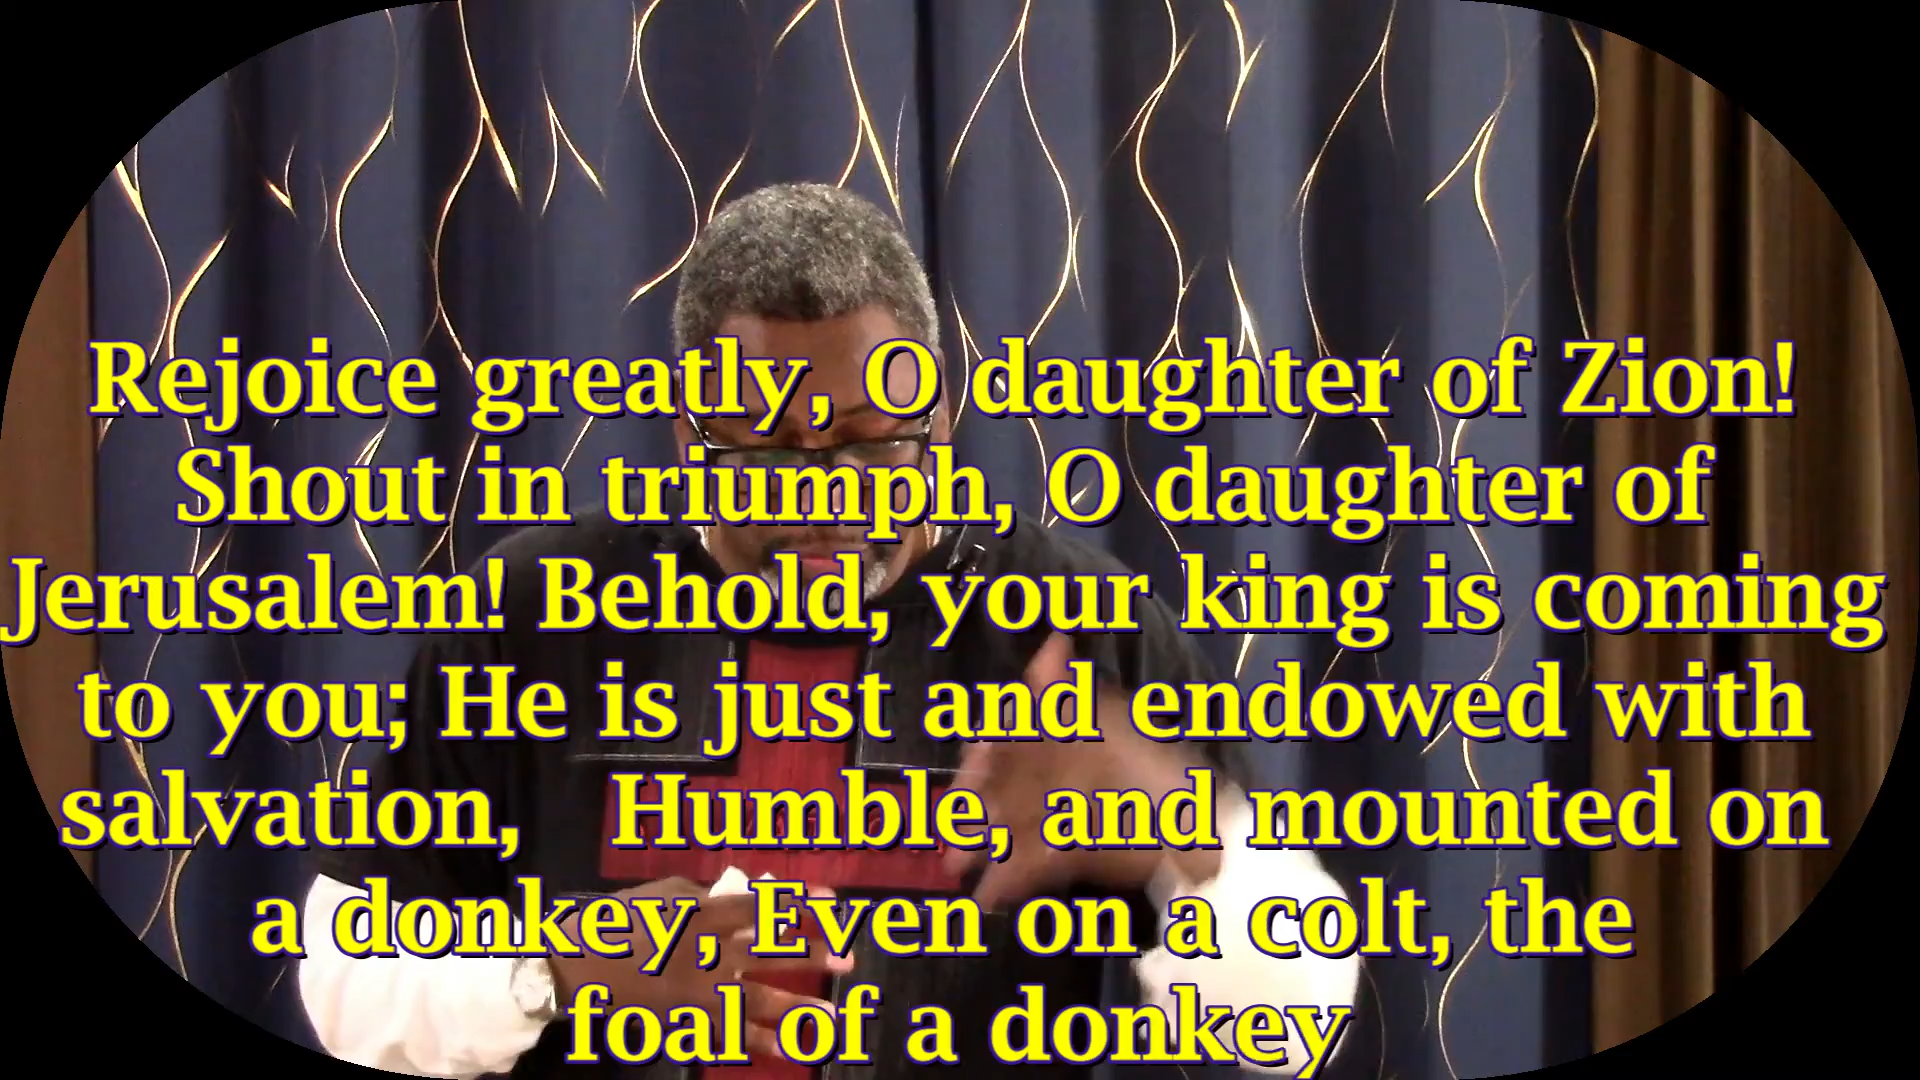 Rejoice greatly, O daughter of Zion!
Shout in triumph, O daughter of
Jerusalem! Behold, your king is coming
to you; He is just and endowed with
salvation, Humble, and mounted on
a donkey, Even on a colt, the
foal of a donkey